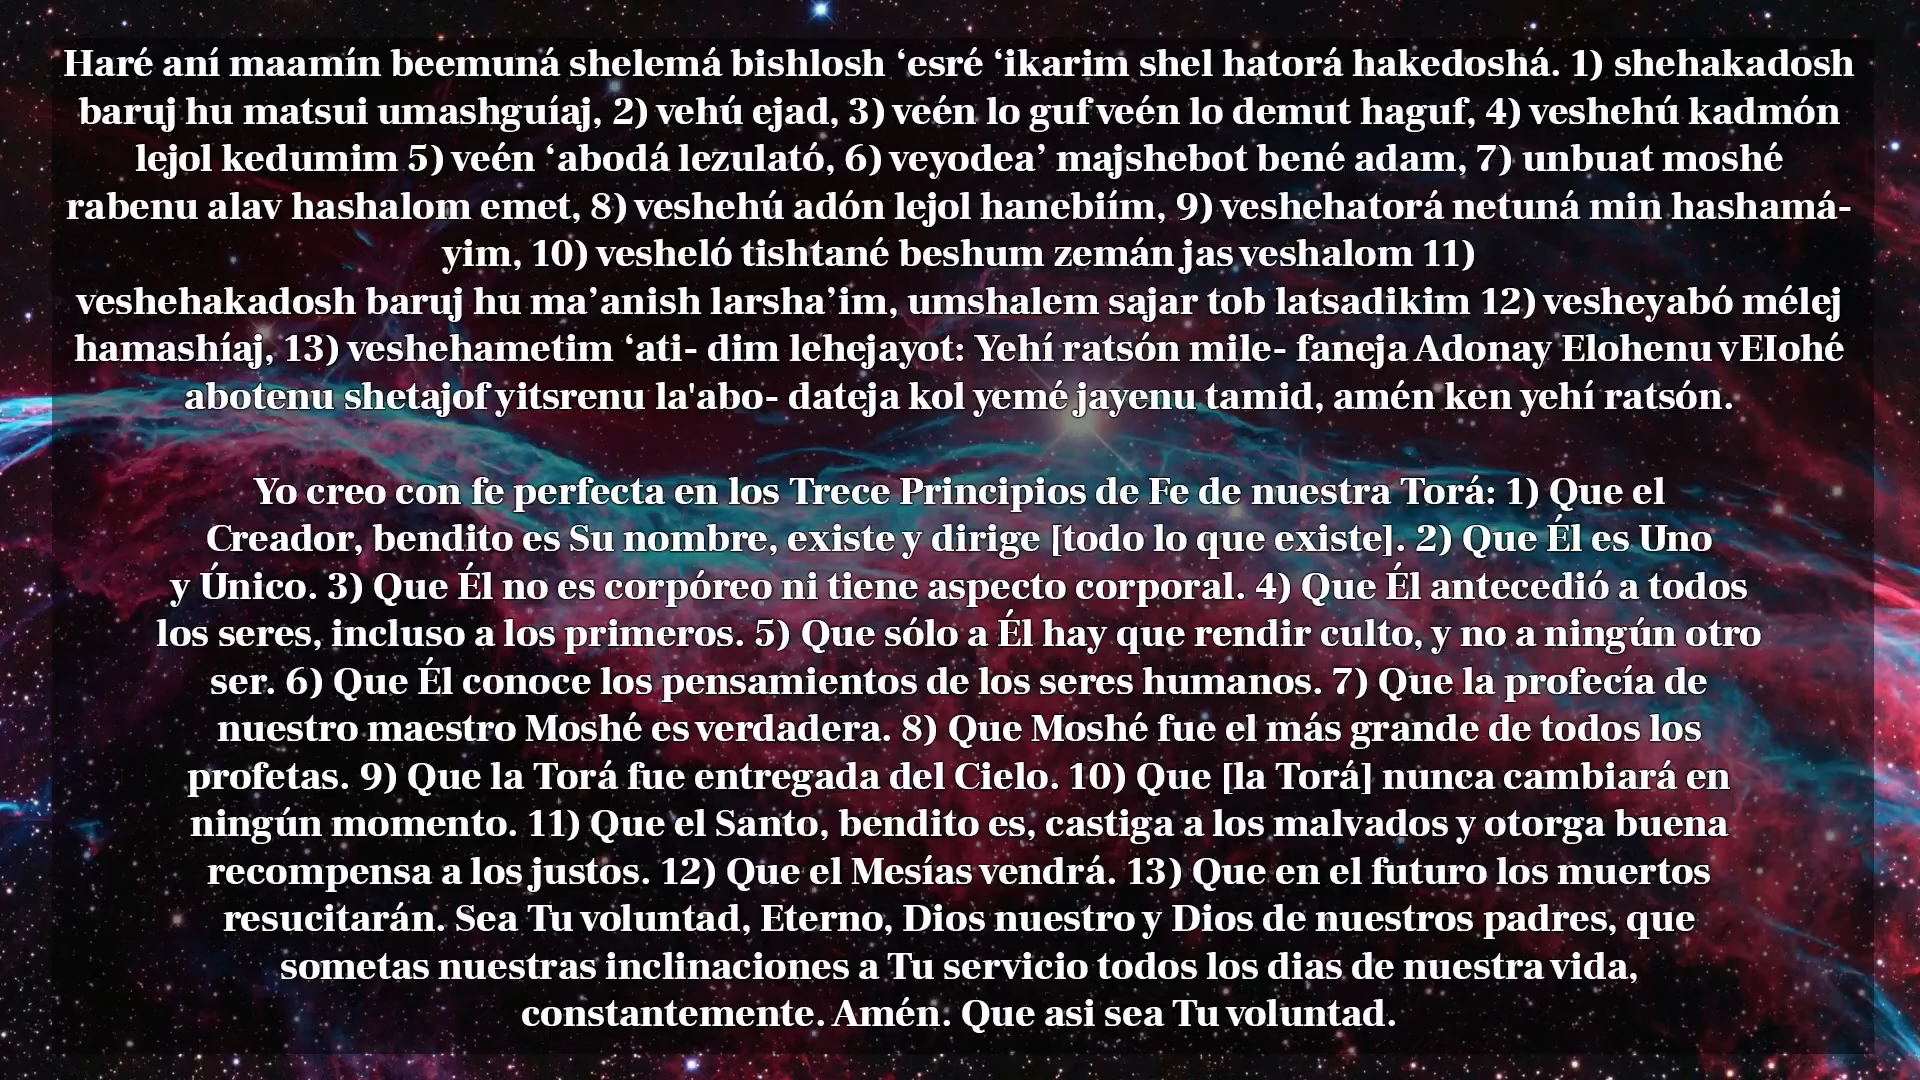 Haré aní maamín beemuná shelemá bishlosh ‘esré ‘ikarim shel hatorá hakedoshá. 1) shehakadosh
baruj hu matsui umashguíaj, 2) vehú ejad, 3) veén lo guf veén lo demut haguf, 4) veshehú kadmón
lejol kedumim 5) veén ‘abodá lezulató, 6) veyodea’ majshebot bené adam, 7) unbuat moshé
rabenu alav hashalom emet, 8) veshehú adón lejol hanebiím, 9) veshehatorá netuná min hashamá-
yim, 10) vesheló tishtané beshum zemán jas veshalom 11)
veshehakadosh baruj hu ma’anish larsha’im, umshalem sajar tob latsadikim 12) vesheyabó mélej
hamashíaj, 13) veshehametim ‘ati- dim lehejayot: Yehí ratsón mile- faneja Adonay Elohenu vEIohé
abotenu shetajof yitsrenu la'abo- dateja kol yemé jayenu tamid, amén ken yehí ratsón.
Yo creo con fe perfecta en los Trece Principios de Fe de nuestra Torá: 1) Que el
Creador, bendito es Su nombre, existe y dirige [todo lo que existe]. 2) Que Él es Uno
y Único. 3) Que Él no es corpóreo ni tiene aspecto corporal. 4) Que Él antecedió a todos
los seres, incluso a los primeros. 5) Que sólo a Él hay que rendir culto, y no a ningún otro
ser. 6) Que Él conoce los pensamientos de los seres humanos. 7) Que la profecía de
nuestro maestro Moshé es verdadera. 8) Que Moshé fue el más grande de todos los
profetas. 9) Que la Torá fue entregada del Cielo. 10) Que [la Torá] nunca cambiará en
ningún momento. 11) Que el Santo, bendito es, castiga a los malvados y otorga buena
recompensa a los justos. 12) Que el Mesías vendrá. 13) Que en el futuro los muertos
resucitarán. Sea Tu voluntad, Eterno, Dios nuestro y Dios de nuestros padres, que
sometas nuestras inclinaciones a Tu servicio todos los dias de nuestra vida,
constantemente. Amén. Que asi sea Tu voluntad.